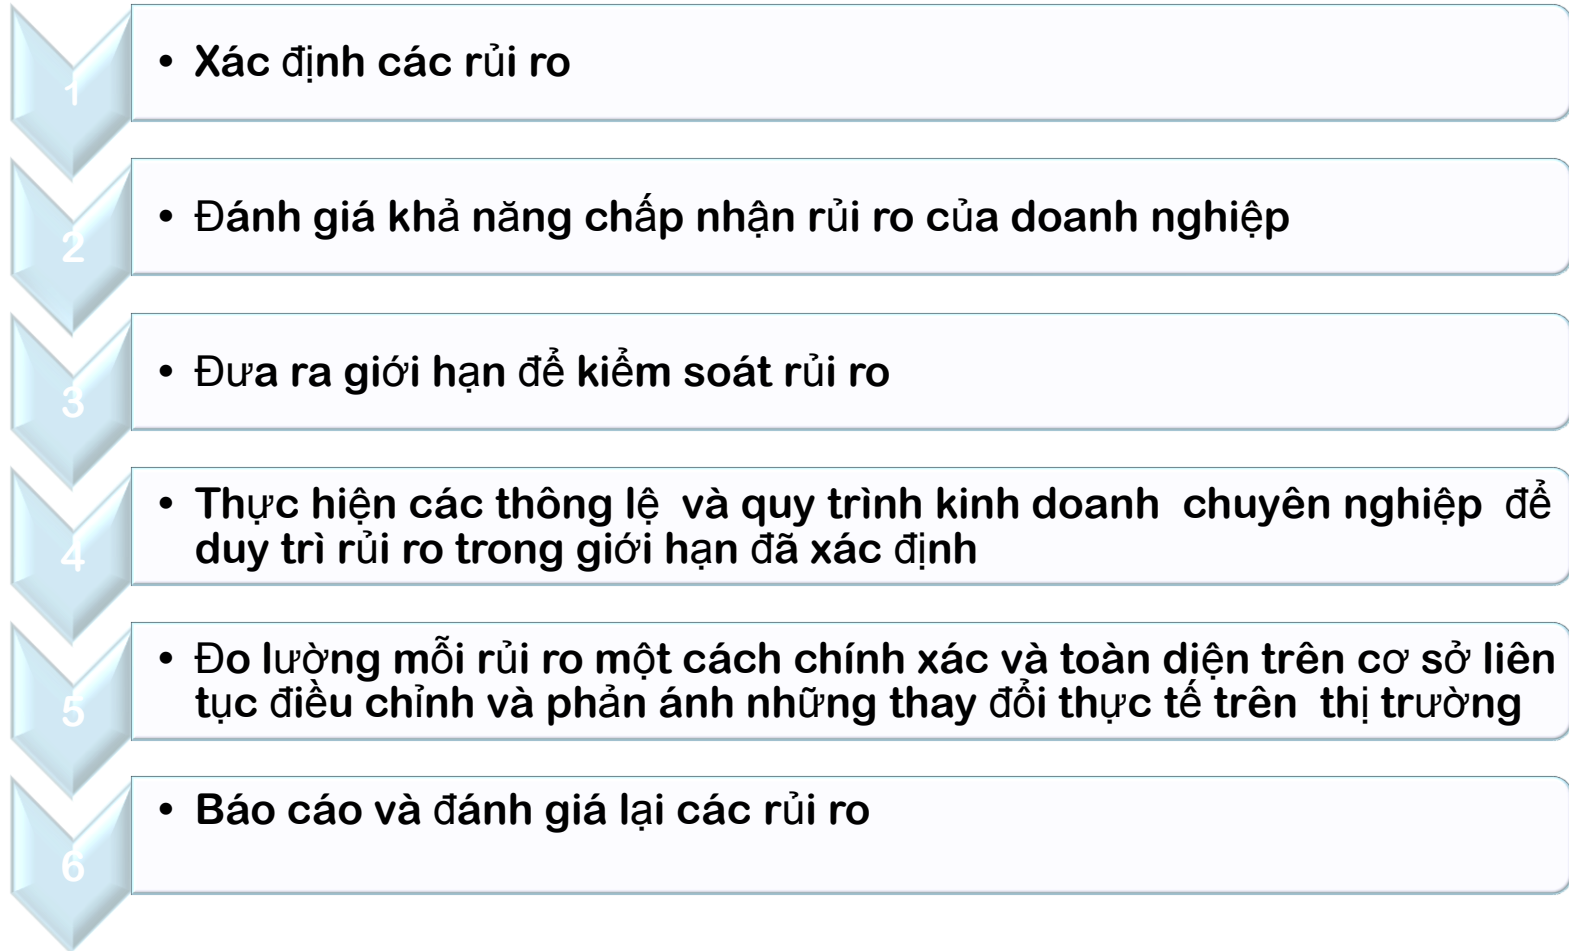 1
• Xác định các rủi ro
2
• Đánh giá khả năng chấp nhận rủi ro của doanh nghiệp
3
• Đưa ra giới hạn để kiểm soát rủi ro
4
• Thực hiện các thông lệ và quy trình kinh doanh chuyên nghiệp để
duy trì rủi ro trong giới hạn đã xác định
5
• Đo lường mỗi rủi ro một cách chính xác và toàn diện trên cơ sở liên
tục điều chỉnh và phản ánh những thay đổi thực tế trên thị trường
6
• Báo cáo và đánh giá lại các rủi ro